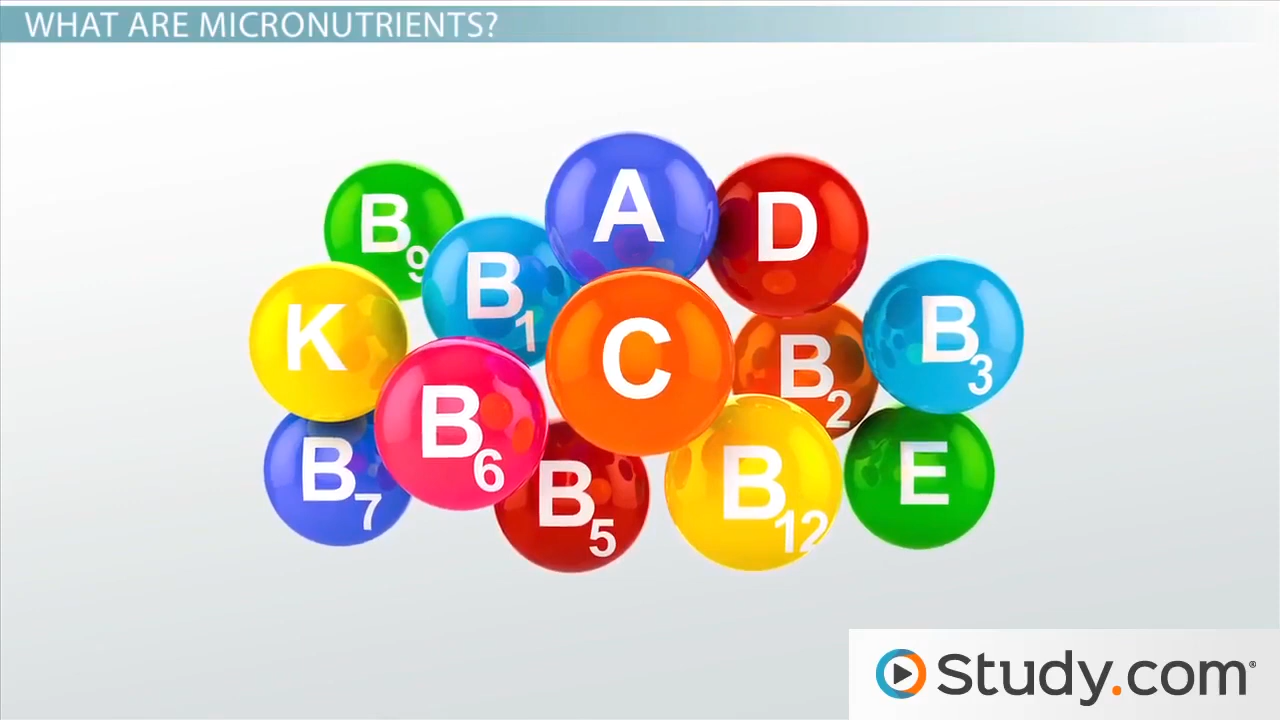 WHAT ARE MICRONUTRIENTS?
A
D
B9
B1
K
C
B3
B2
B6
B7
B5
B12
E
Study.com®